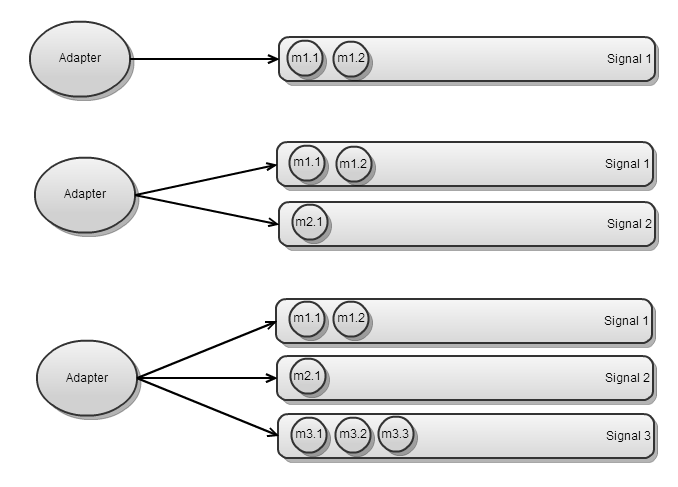 Adapter m1.1 m1.2 Signal 1
m1.1 m1.2 Signal 1
Adapter
m2.1 Signal 2
m1.1 m1.2 Signal 1
Adapter m2.1 Signal 2
m3.1 m3.2 m3.3 Signal 3